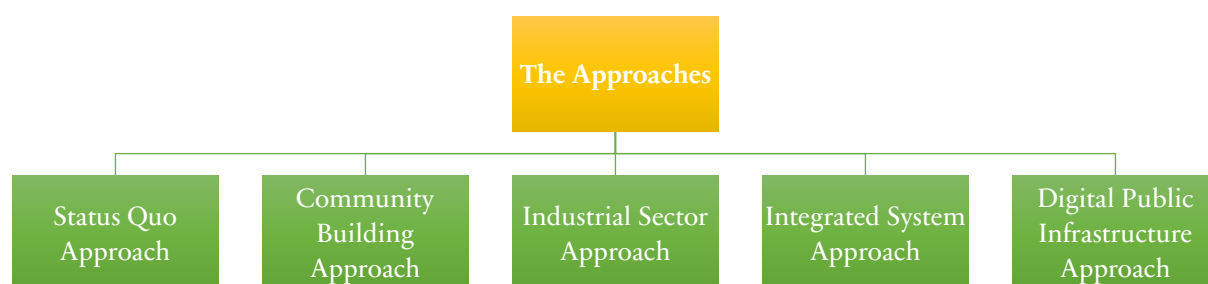 The Approaches
Status Quo
Approach
Community
Building
Approach
Industrial Sector
Approach
Integrated System
Approach
Digital Public
Infrastructure
Approach